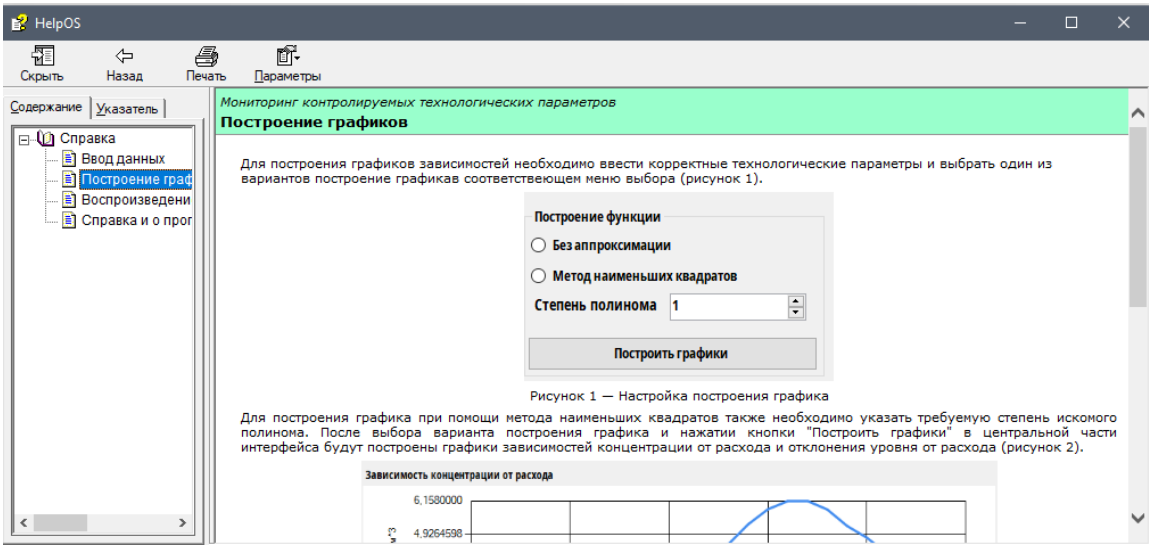 HelpOS
Скрыть Назад Печать Параметры
Содержание Указатель
Справка
Ввод данных
Построение граф
Воспроизведени
Справка и о прог
Мониторинг контролируемых технологических параметров
Построение графиков
Для построения графиков зависимостей необходимо ввести корректные технологические параметры и выбрать один из
вариантов построение графикав соответствеющем меню выбора (рисунок 1).
Построение функции
Без аппроксимации
Метод наименьших квадратов
Степень полинома 1
Построить графики
Рисунок 1 — Настройка построения графика
Для построения графика при помощи метода наименьших квадратов также необходимо указать требуемую степень искомого
полинома. После выбора варианта построения графика и нажатии кнопки "Построить графики" в центральной части
интерфейса будут построены графики зависимостей концентрации от расхода и отклонения уровня от расхода (рисунок 2).
Зависимость концентрации от расхода
6,1580000
4,9264598